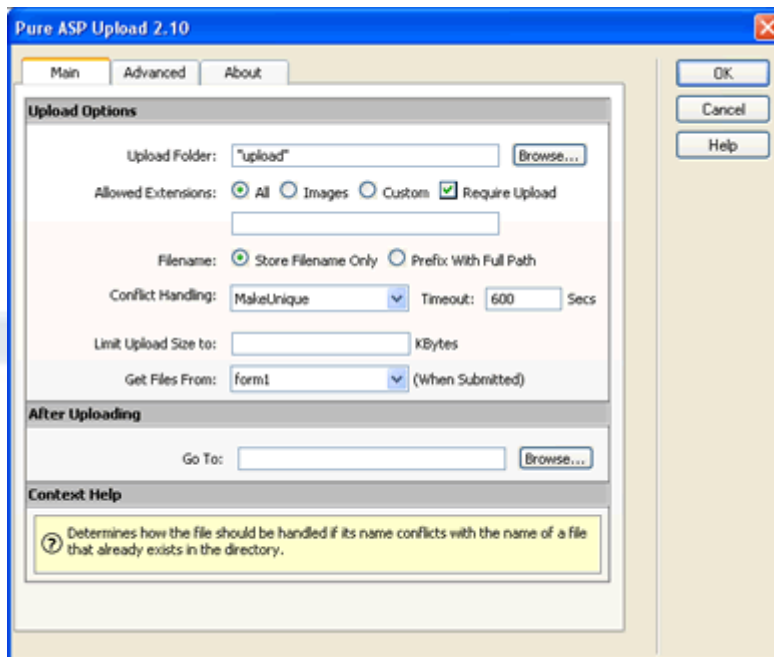 Pure ASP Upload 2.10
Main Advanced About
OK
Cancel
Help
Upload Options
Upload Folder: "upload" Browse...
Allowed Extensions: All Images Custom Require Upload
Filename: Store Filename Only Prefix With Full Path
Conflict Handling: MakeUnique Timeout: 600 Secs
Limit Upload Size to: KBytes
Get Files From: form1 (When Submitted)
After Uploading
Go To: Browse...
Context Help
? Determines how the file should be handled if its name conflicts with the name of a file
that already exists in the directory.